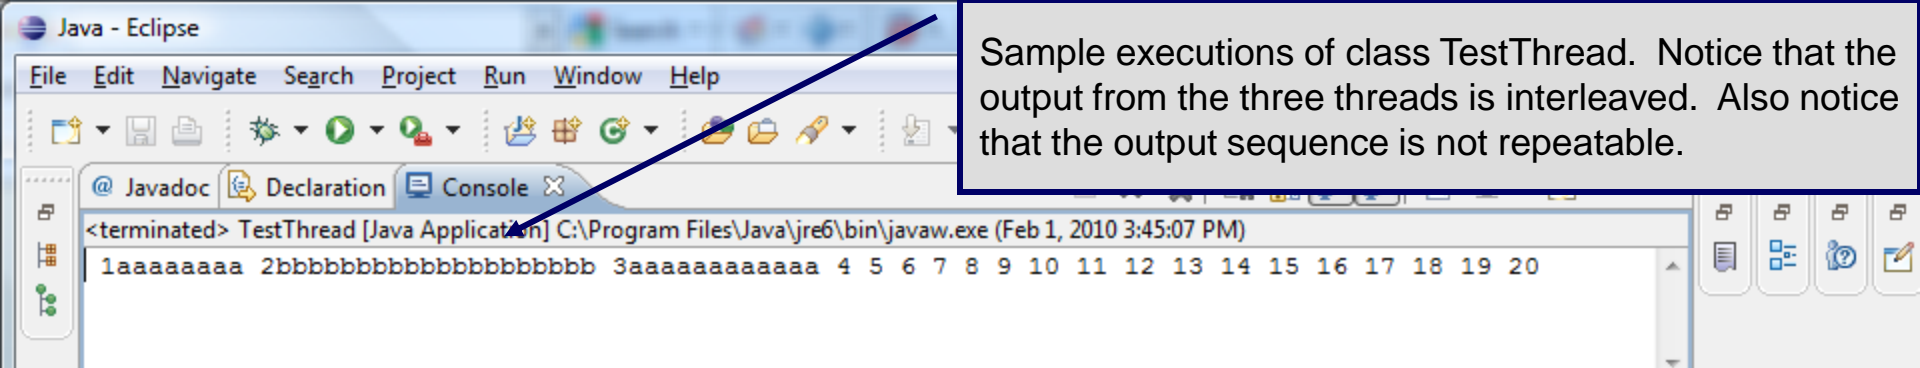 Java - Eclipse
File Edit Navigate Search Project Run Window Help
Sample executions of class TestThread. Notice that the
output from the three threads is interleaved. Also notice
that the output sequence is not repeatable.
@ Javadoc Declaration Console
<terminated> TestThread [Java Application] C:\Program Files\Java\jre6\bin\javaw.exe (Feb 1, 2010 3:45:07 PM)
1aaaaaaaa 2bbbbbbbbbbbbbbbbbbbb 3aaaaaaaaaaaa 4 5 6 7 8 9 10 11 12 13 14 15 16 17 18 19 20